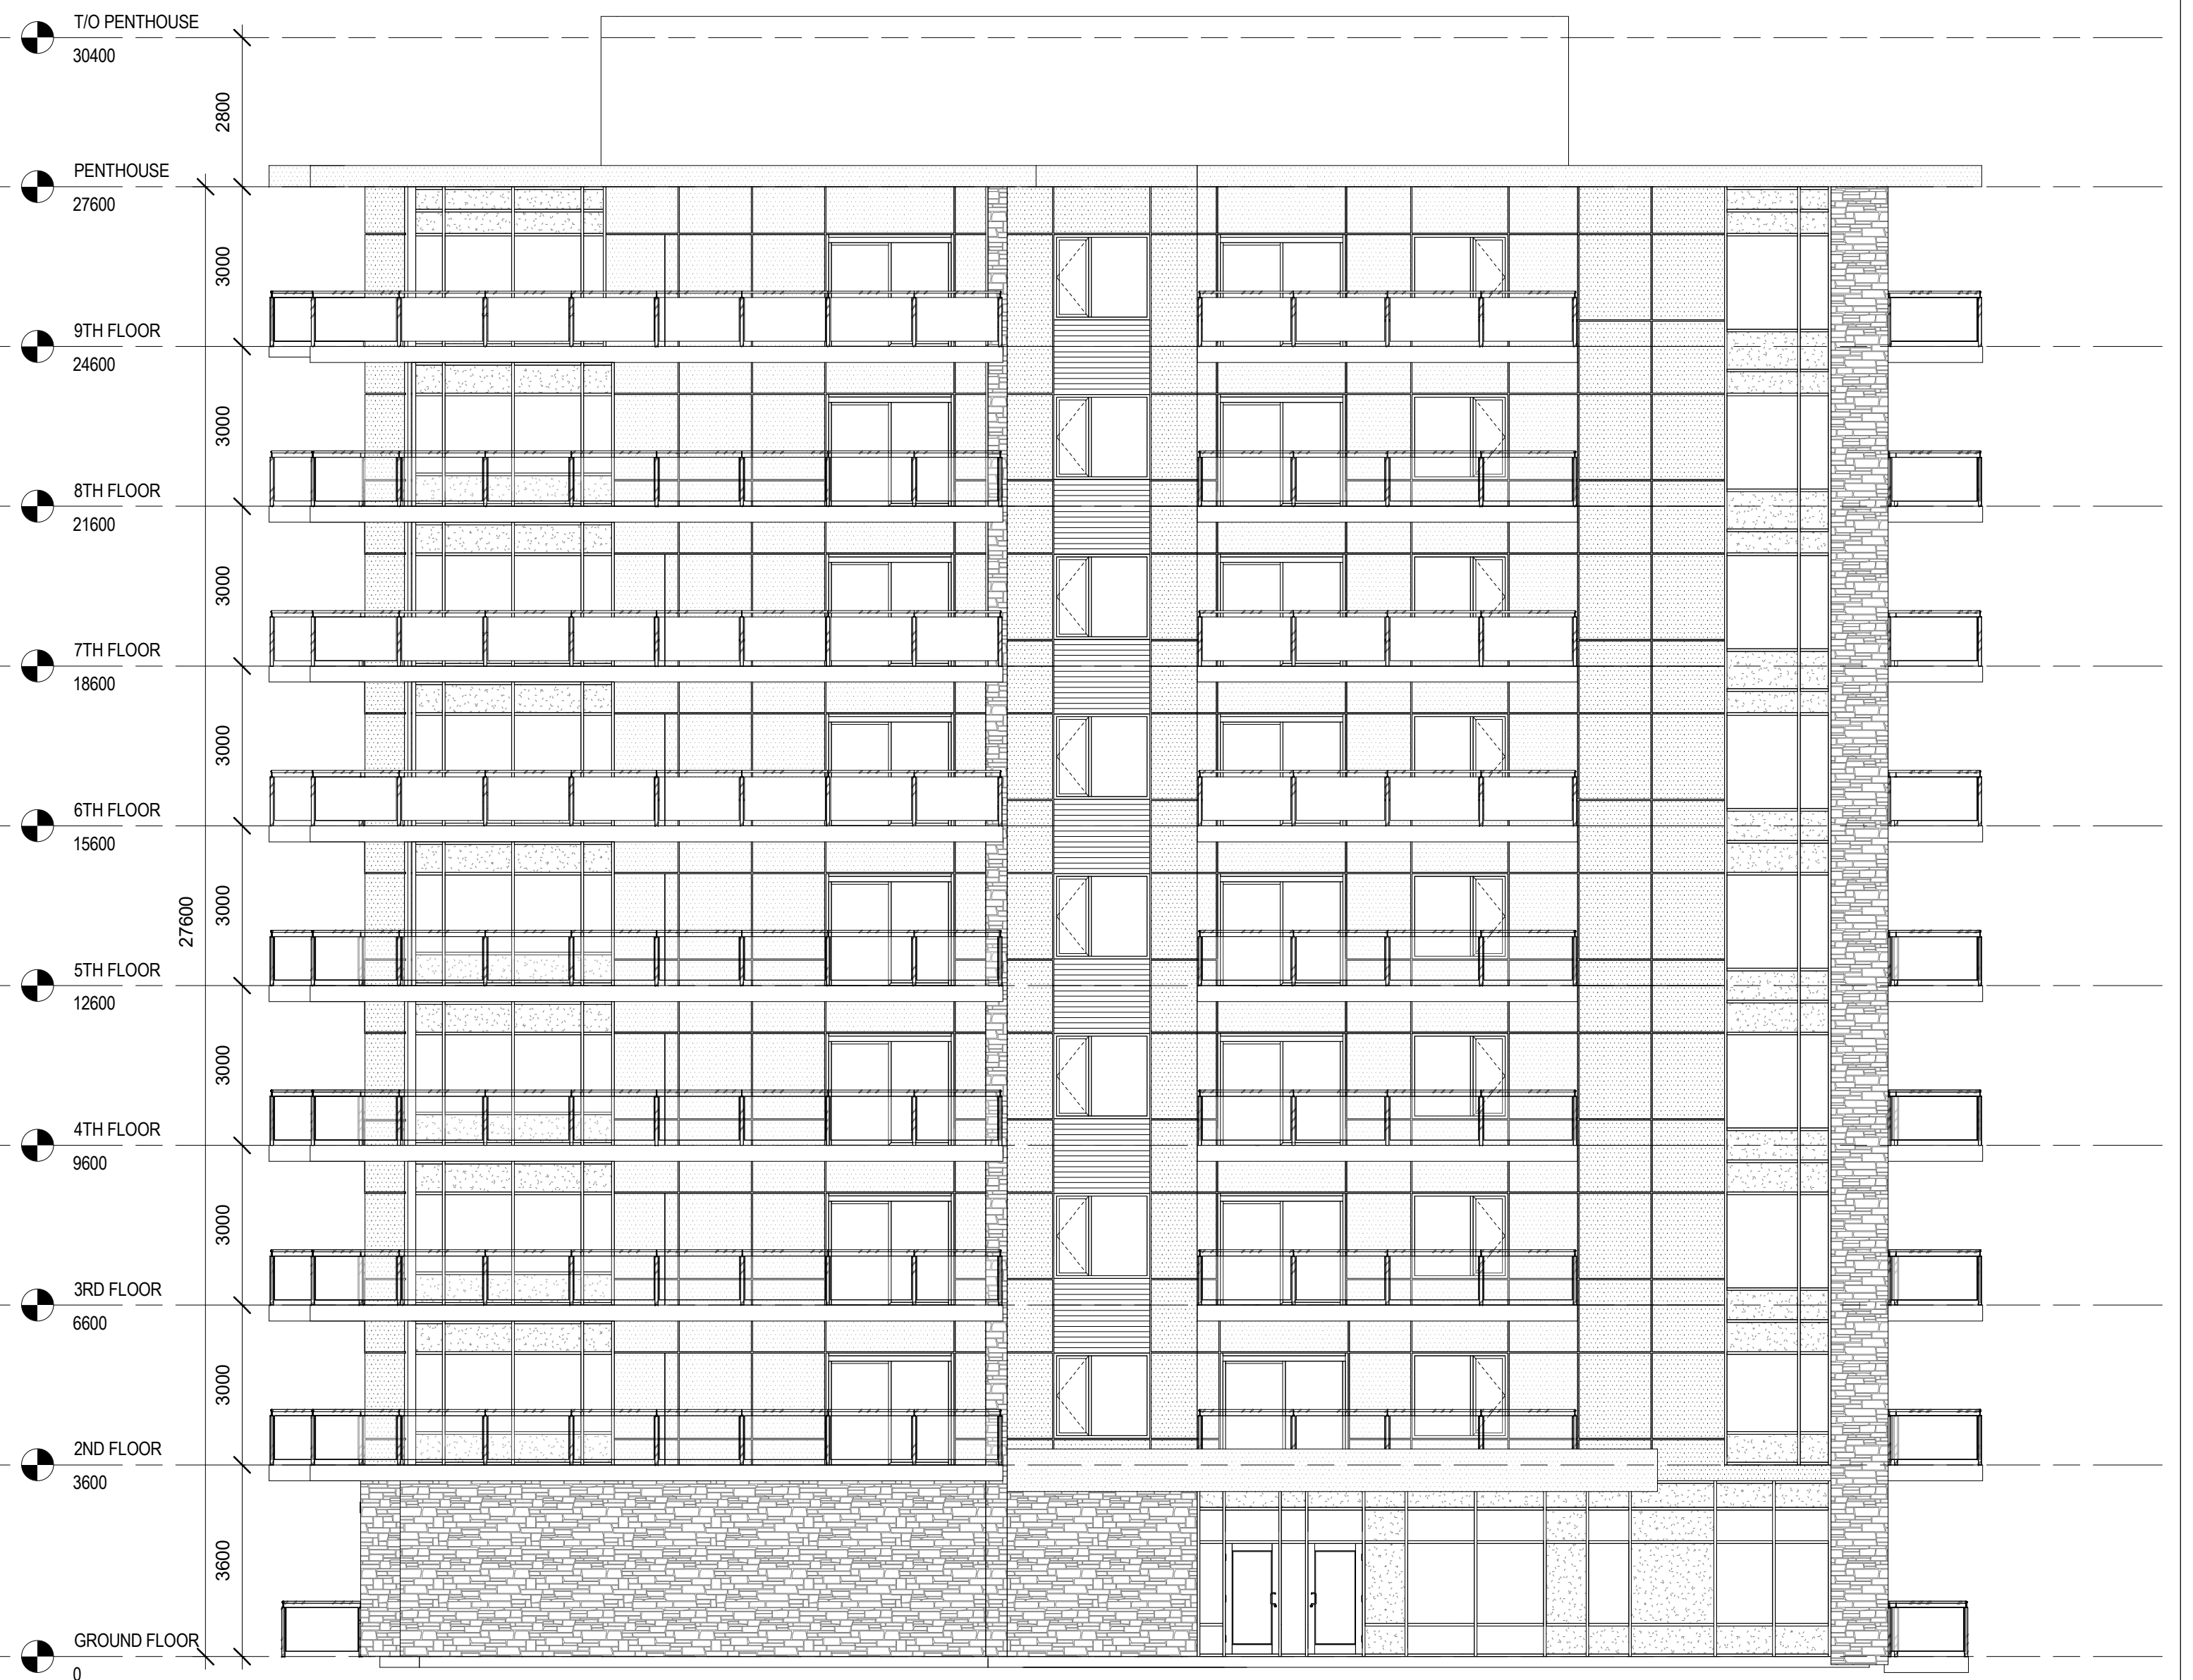 T/O PENTHOUSE
30400
2800
PENTHOUSE
27600
3000
9TH FLOOR
24600
3000
8TH FLOOR
21600
3000
7TH FLOOR
18600
3000
6TH FLOOR
15600
27600
3000
5TH FLOOR
12600
3000
4TH FLOOR
9600
3000
3RD FLOOR
6600
3000
2ND FLOOR
3600
3600
GROUND FLOOR
0